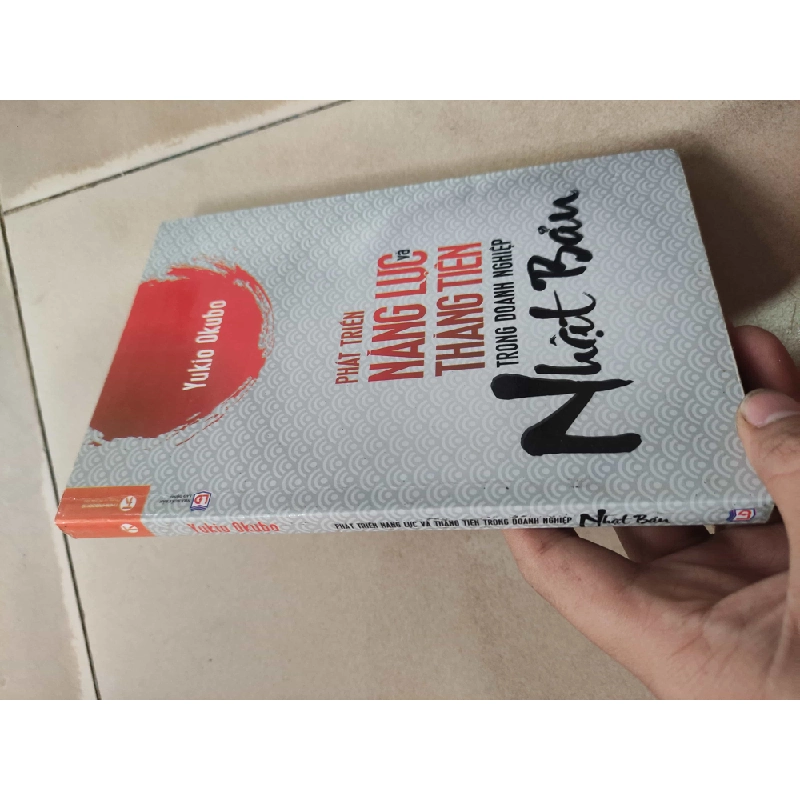 Yukio Okubo
PHÁT TRIỂN
NĂNG LỰC và
THĂNG TIẾN
TRONG DOANH NGHIỆP
Nhật Bản
Yukio Okubo PHÁT TRIỂN NĂNG LỰC VÀ THĂNG TIẾN TRONG DOANH NGHIỆP Nhật Bản